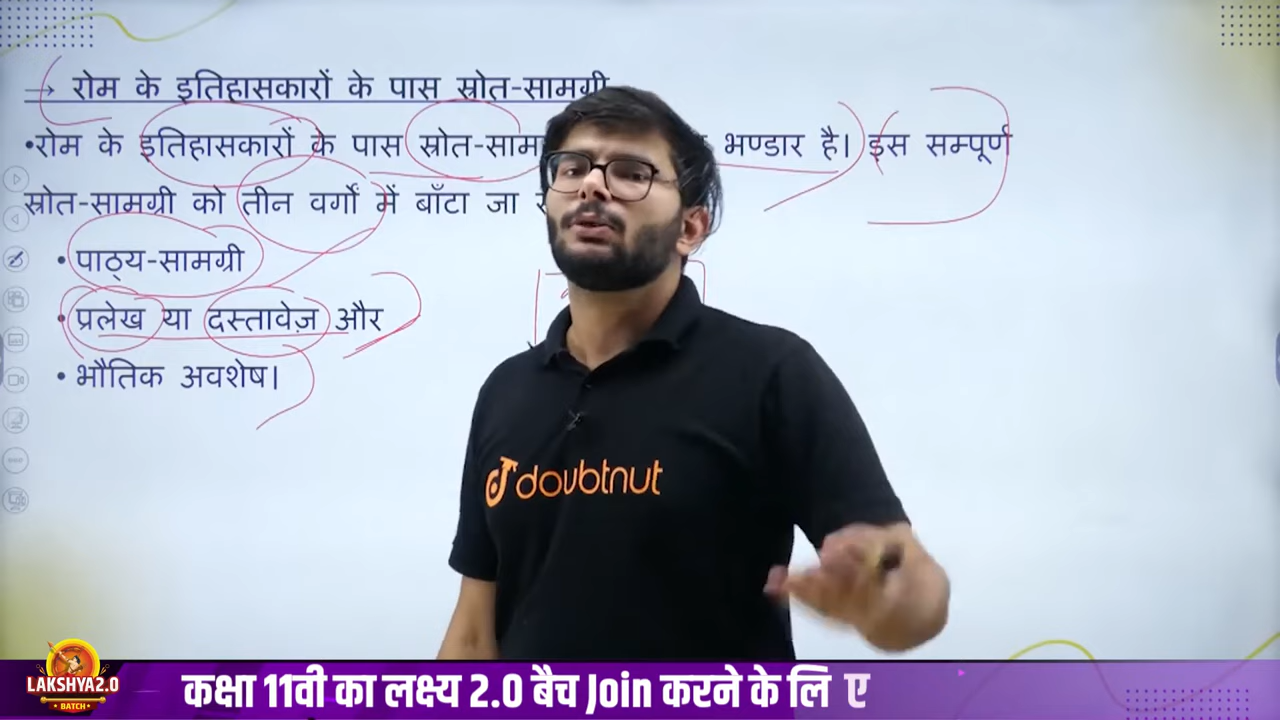 → रोम के इतिहासकारों के पास स्रोत-सामग्री
•रोम के इतिहासकारों के पास स्रोत-साम भण्डार है। इस सम्पूर्ण
स्रोत-सामग्री को तीन वर्गों में बाँटा जा
• पाठ्य-सामग्री
• प्रलेख या दस्तावेज़ और
• भौतिक अवशेष।
doubtnut
LAKSHYA2.0
BATCH
कक्षा 11वी का लक्ष्य 2.0 बैच Join करने के लि ए